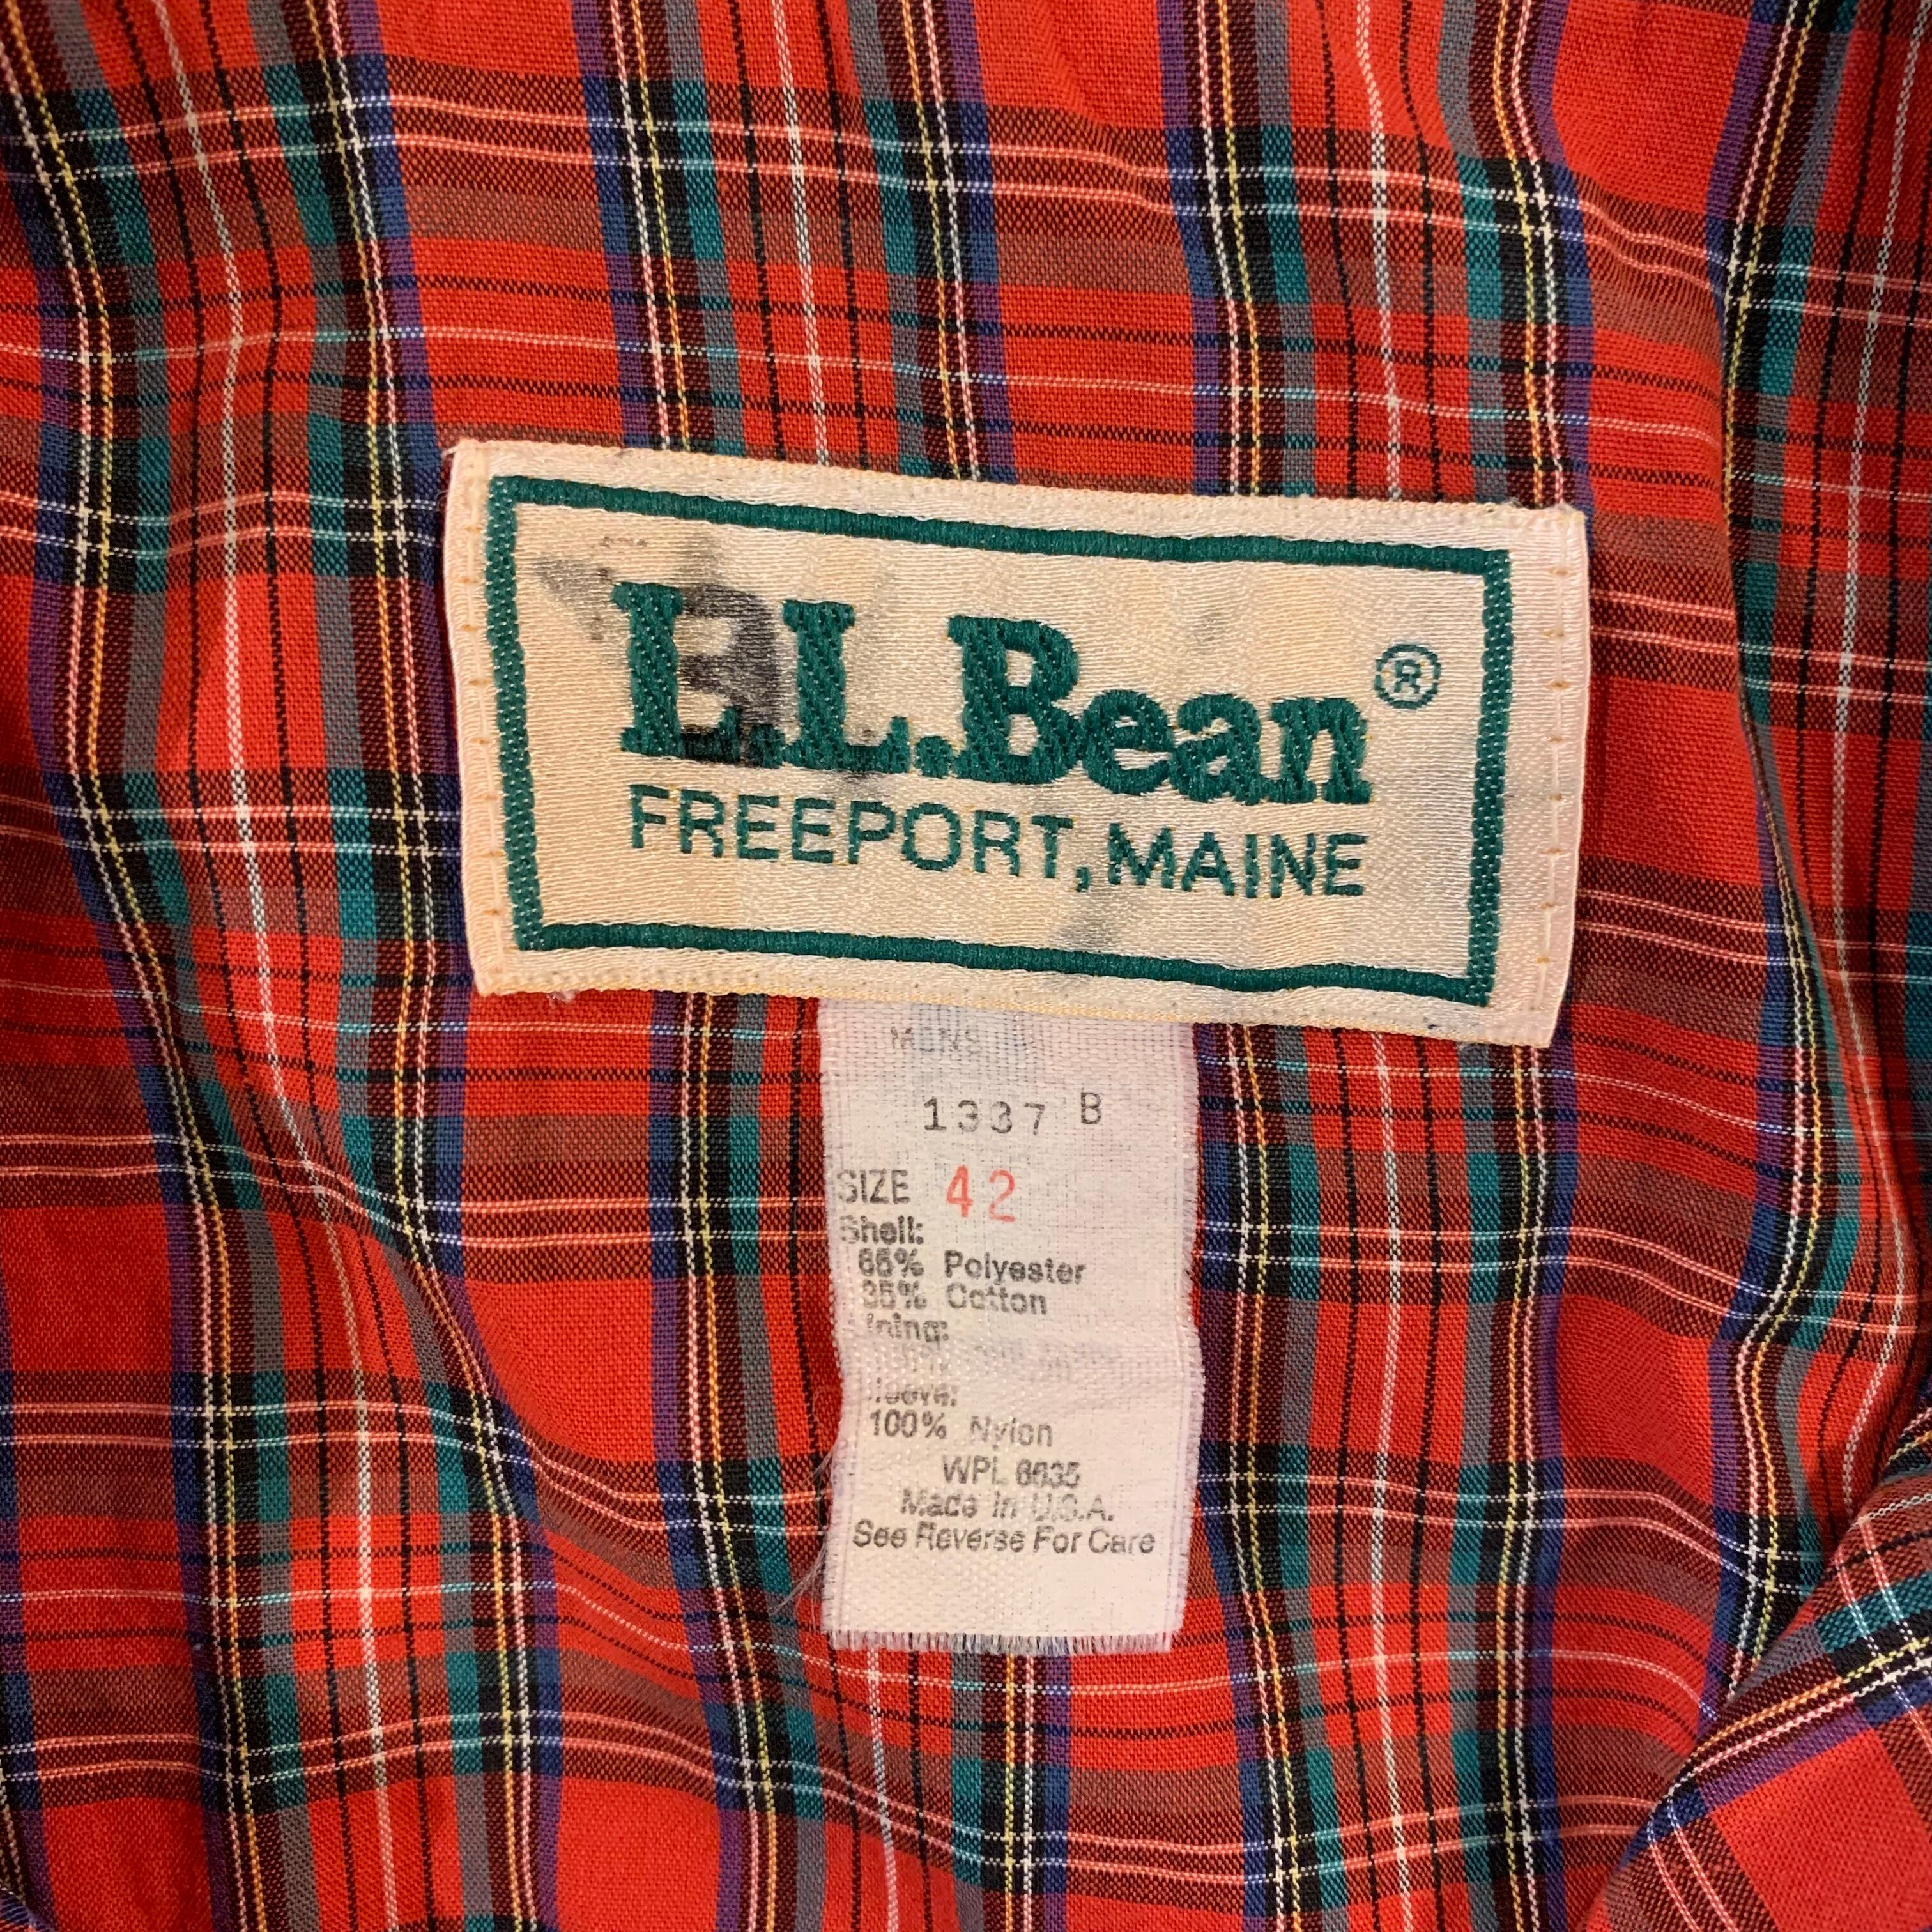 L.L.Bean®
FREEPORT, MAINE
MENS
1337 B
SIZE 42
Shell:
65% Polyester
35% Cotton
100% Nylon
WPL 6635
Made In U.S.A.
See Reverse For Care